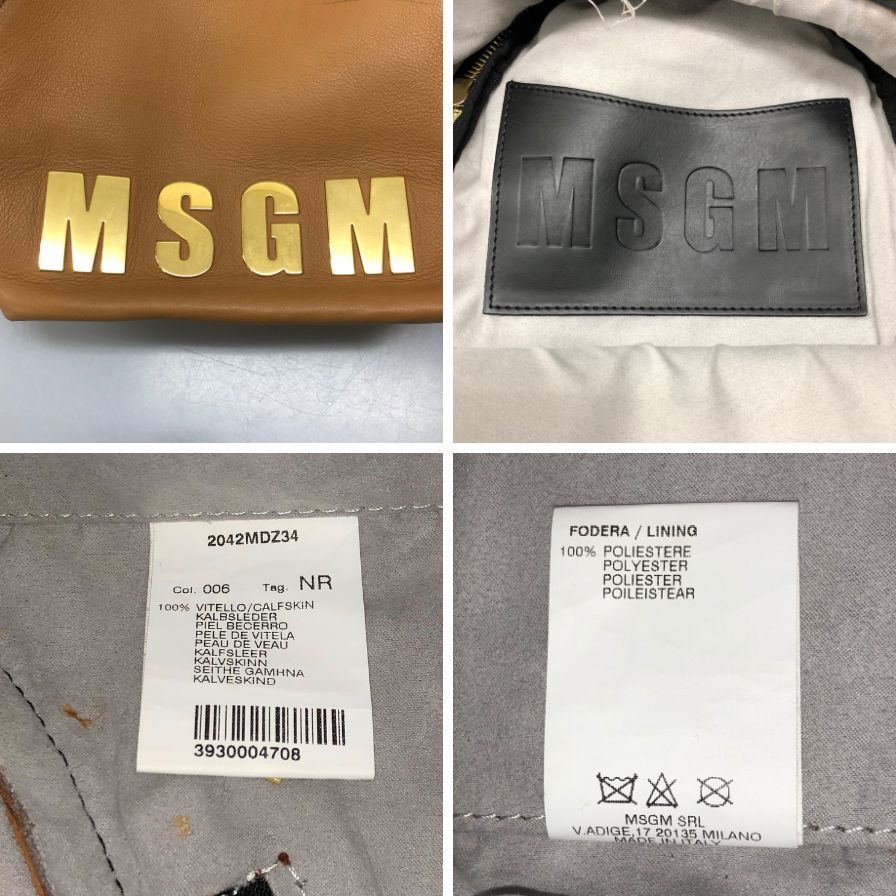 MSGM
MSGM
2042MDZ34
Col. 006 Tag. NR
100% VITELLO/CALFSKIN
KALBSLEDER
PIEL BECERRO
PELE DE VITELA
PEAU DE VEAU
KALFSLEER
KALVSKINN
SEITHE GAMHNA
KALVESKIND
3930004708
FODERA / LINING
100% POLIESTERE
POLYESTER
POLIESTER
POILEISTEAR
MSGM SRL
V.ADIGE,17 20135 MILANO
MADE IN ITALY